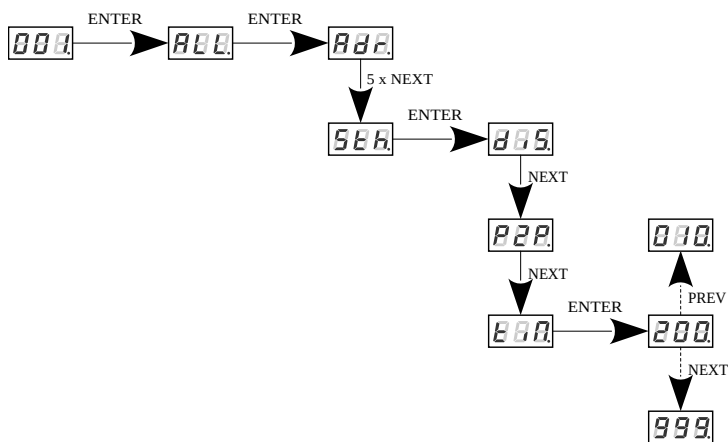 ENTER
ENTER
001.
ALL.
Adr.
5 x NEXT
ENTER
Sth.
diS.
NEXT
P2P.
010.
NEXT
PREV
ENTER
200.
NEXT
999.